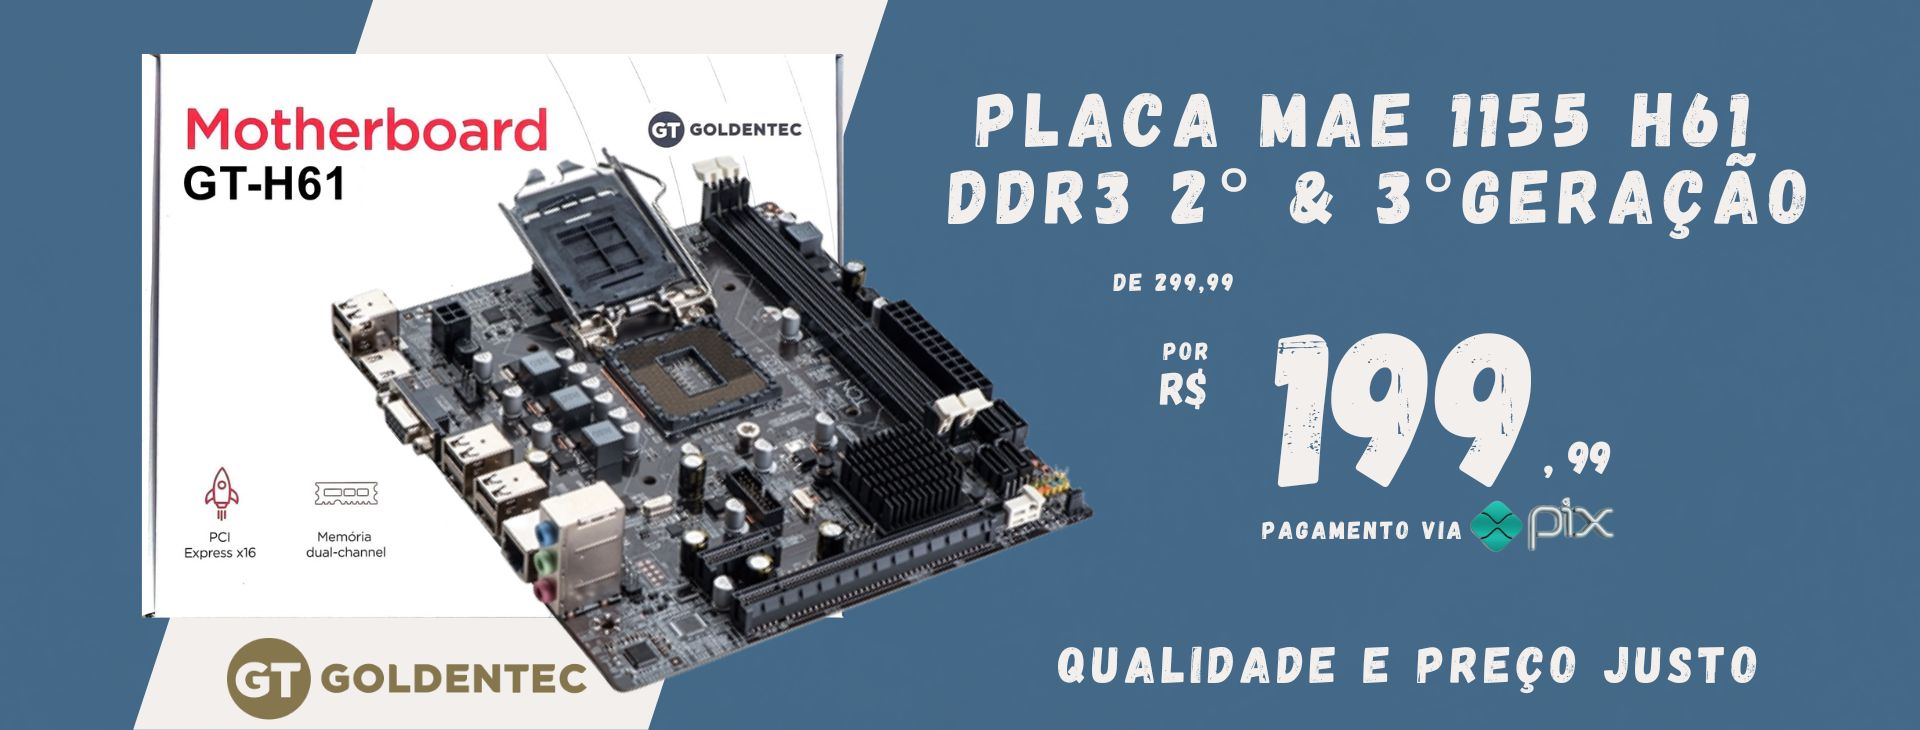 Motherboard
GT-H61
GT GOLDENTEC
PCI
Express x16
Memória
dual-channel
GT GOLDENTEC
PLACA MAE 1155 H61
DDR3 2° & 3°GERAÇÃO
DE 299,99
POR
R$ 199,99
PAGAMENTO VIA pix
QUALIDADE E PREÇO JUSTO